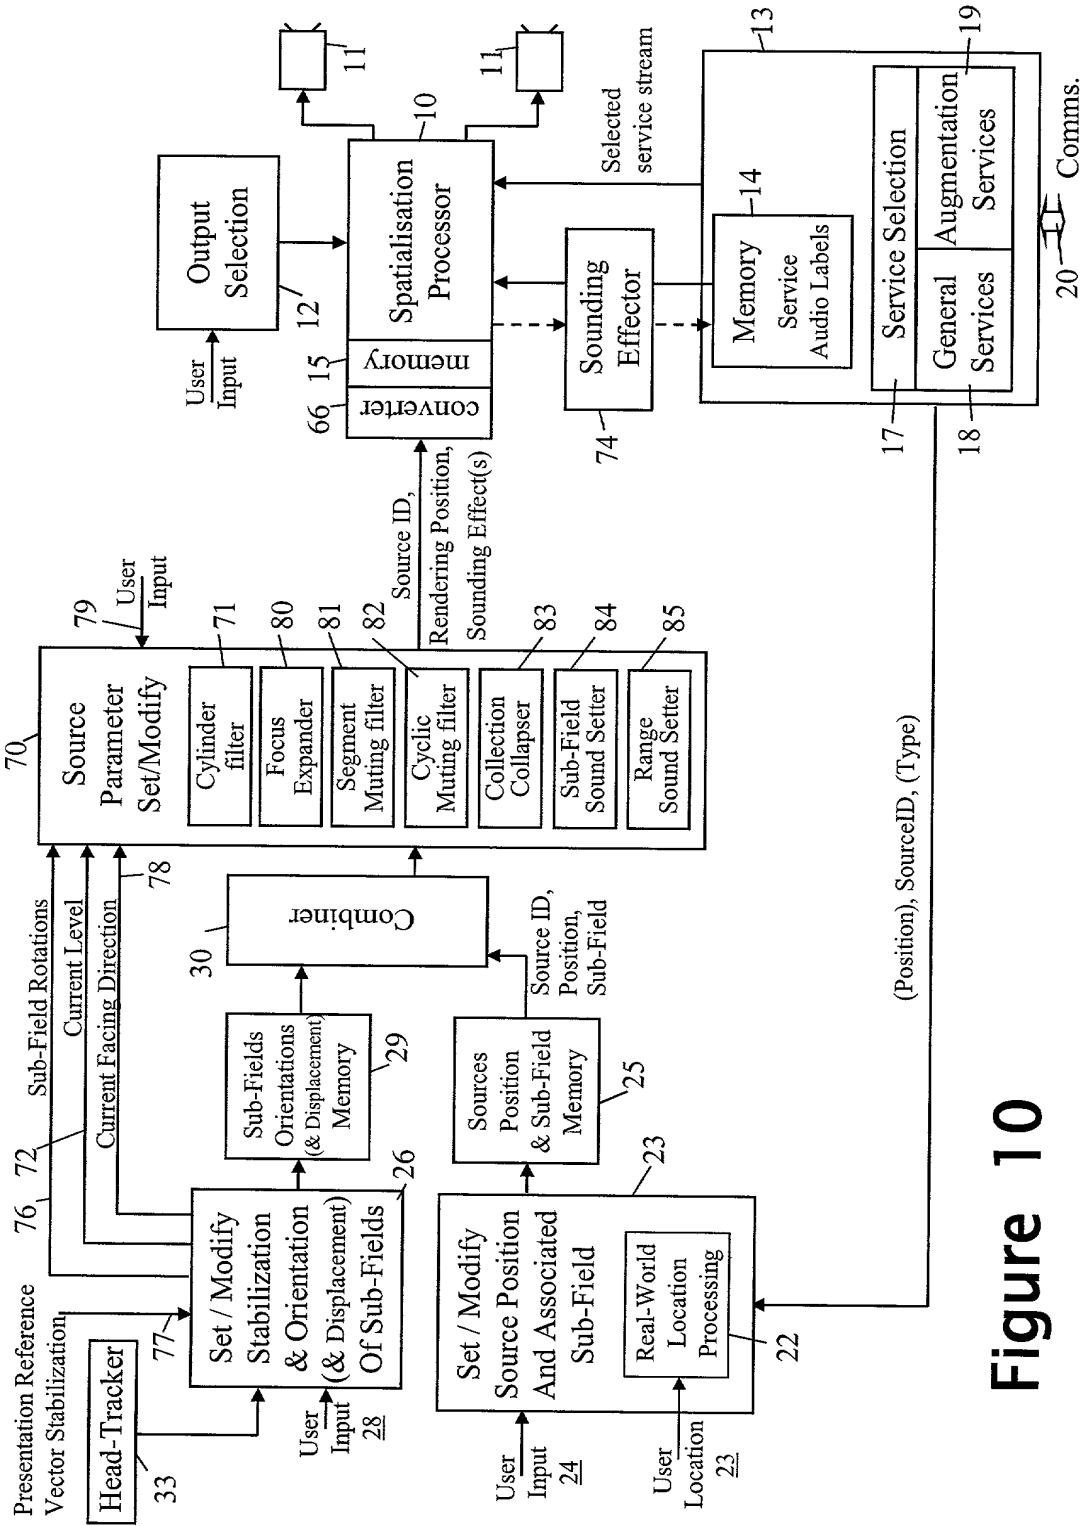 Presentation Reference
Vector Stabilization
Head-Tracker
33
77
76
72
Sub-Field Rotations
Current Level
Current Facing Direction
78
Set / Modify
Stabilization
& Orientation
(& Displacement)
Of Sub-Fields
26
User
Input
28
Sub-Fields
Orientations
(& Displacement)
Memory
29
Set / Modify
Source Position
And Associated
Sub-Field
23
Real-World
Location
Processing
22
User
Input
24
User
Location
23
Sources
Position
& Sub-Field
Memory
25
Source ID,
Position,
Sub-Field
Combiner
30
70
Source
Parameter
Set/Modify
79
User
Input
Cylinder
filter
71
Focus
Expander
80
Segment
Muting filter
81
Cyclic
Muting filter
82
Collection
Collapser
83
Sub-Field
Sound Setter
84
Range
Sound Setter
85
Source ID,
Rendering Position,
Sounding Effect(s)
User
Input
Output
Selection
12
66
converter
15
memory
Spatialisation
Processor
10
11
11
Sounding
Effector
74
Selected
service stream
13
Memory
Service
Audio Labels
14
Service Selection
17
General
Services
18
Augmentation
Services
19
20
Comms.
(Position), SourceID, (Type)
Figure 10